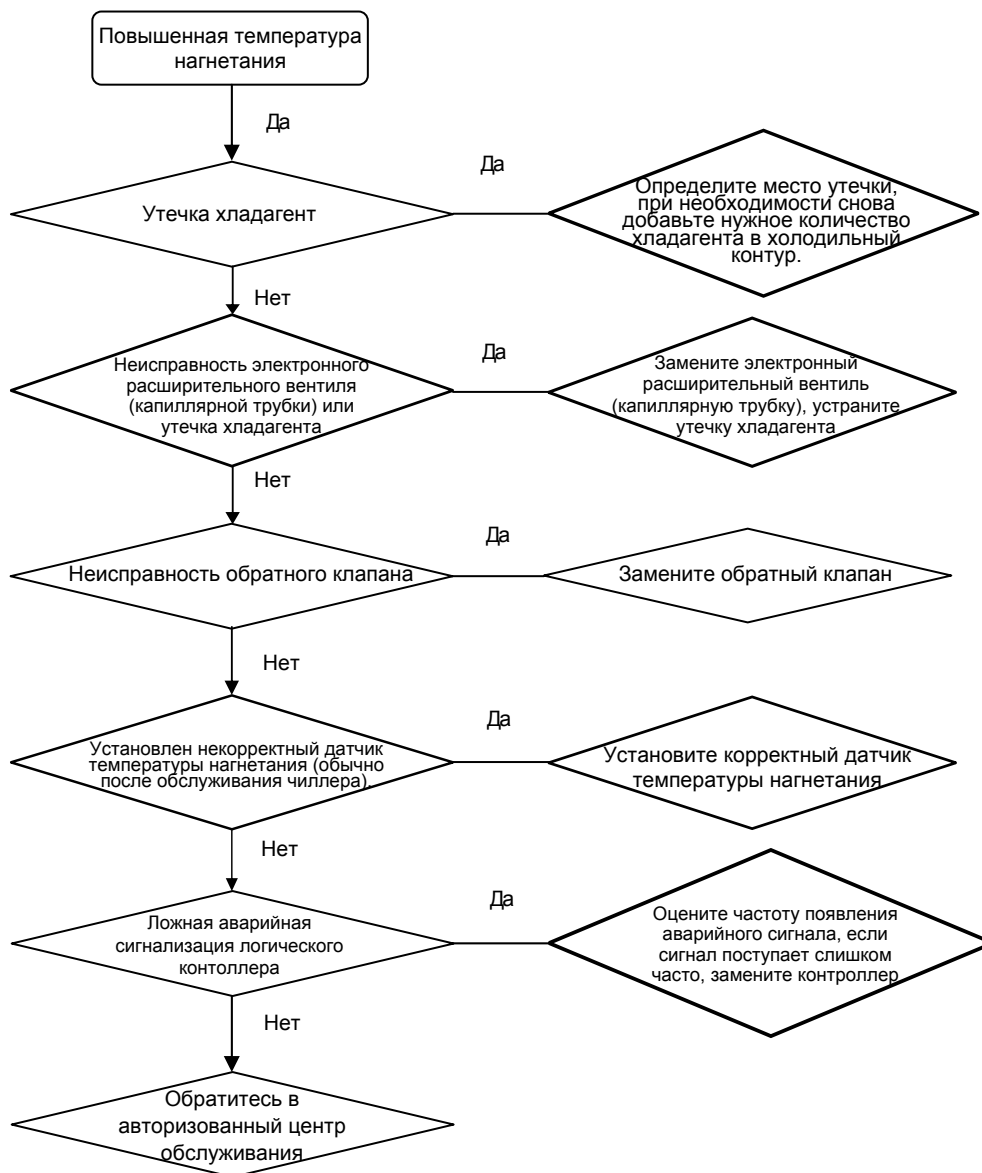 Повышенная температура
нагнетания
Да
Да
Утечка хладагент
Определите место утечки,
при необходимости снова
добавьте нужное количество
хладагента в холодильный
контур.
Нет
Неисправность электронного
расширительного вентиля
(капиллярной трубки) или
утечка хладагента
Да
Замените электронный
расширительный вентиль
(капиллярную трубку), устраните
утечку хладагента
Нет
Неисправность обратного клапана
Да
Замените обратный клапан
Нет
Установлен некорректный датчик
температуры нагнетания (обычно
после обслуживания чиллера).
Да
Установите корректный датчик
температуры нагнетания
Нет
Ложная аварийная
сигнализация логического
контоллера
Да
Оцените частоту появления
аварийного сигнала, если
сигнал поступает слишком
часто, замените контроллер
Нет
Обратитесь в
авторизованный центр
обслуживания